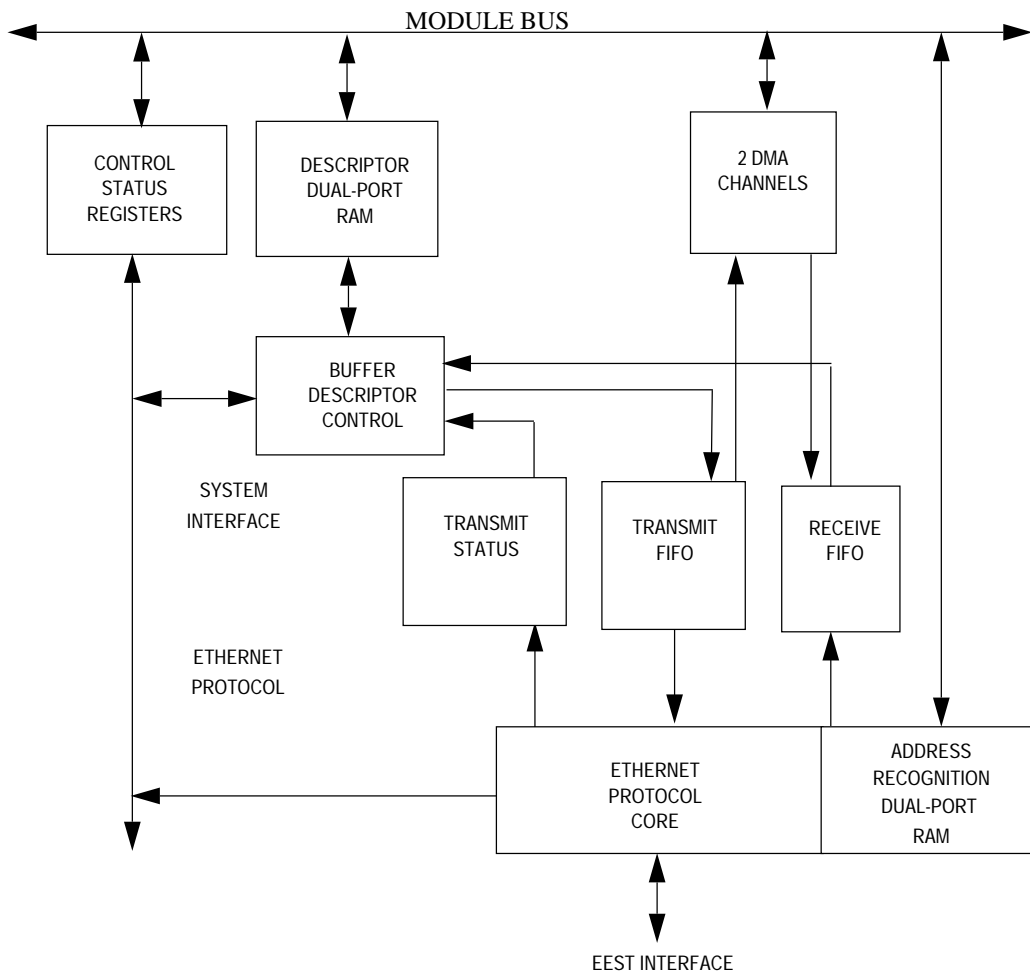 MODULE BUS
CONTROL
STATUS
REGISTERS
DESCRIPTOR
DUAL-PORT
RAM
2 DMA
CHANNELS
BUFFER
DESCRIPTOR
CONTROL
SYSTEM
INTERFACE
TRANSMIT
STATUS
TRANSMIT
FIFO
RECEIVE
FIFO
ETHERNET
PROTOCOL
ETHERNET
PROTOCOL
CORE
ADDRESS
RECOGNITION
DUAL-PORT
RAM
EEST INTERFACE